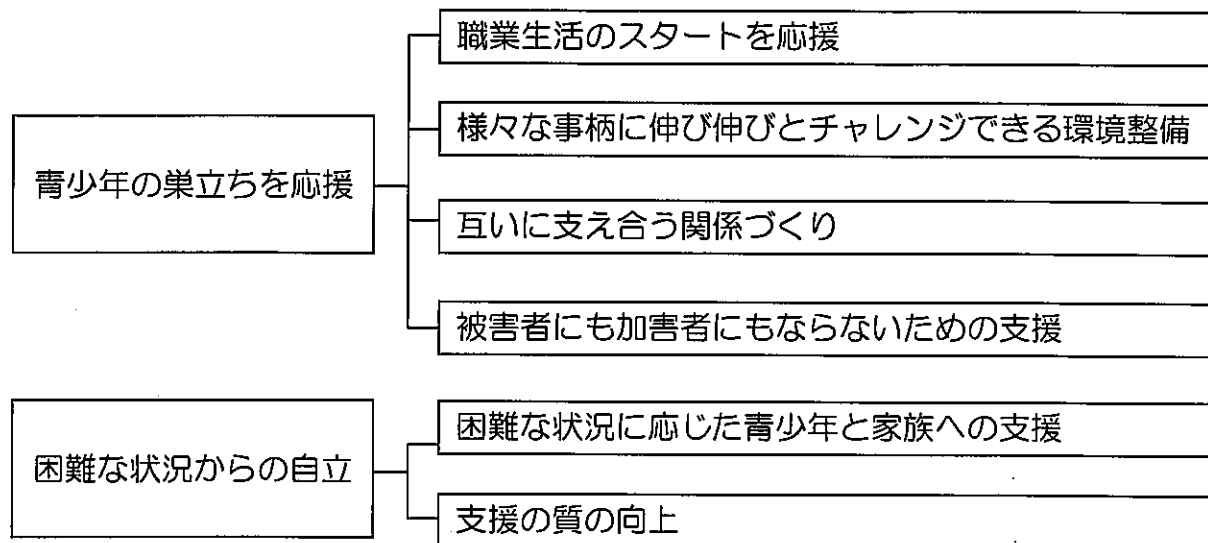 青少年の巣立ちを応援
職業生活のスタートを応援
様々な事柄に伸び伸びとチャレンジできる環境整備
互いに支え合う関係づくり
被害者にも加害者にもならないための支援
困難な状況からの自立
困難な状況に応じた青少年と家族への支援
支援の質の向上